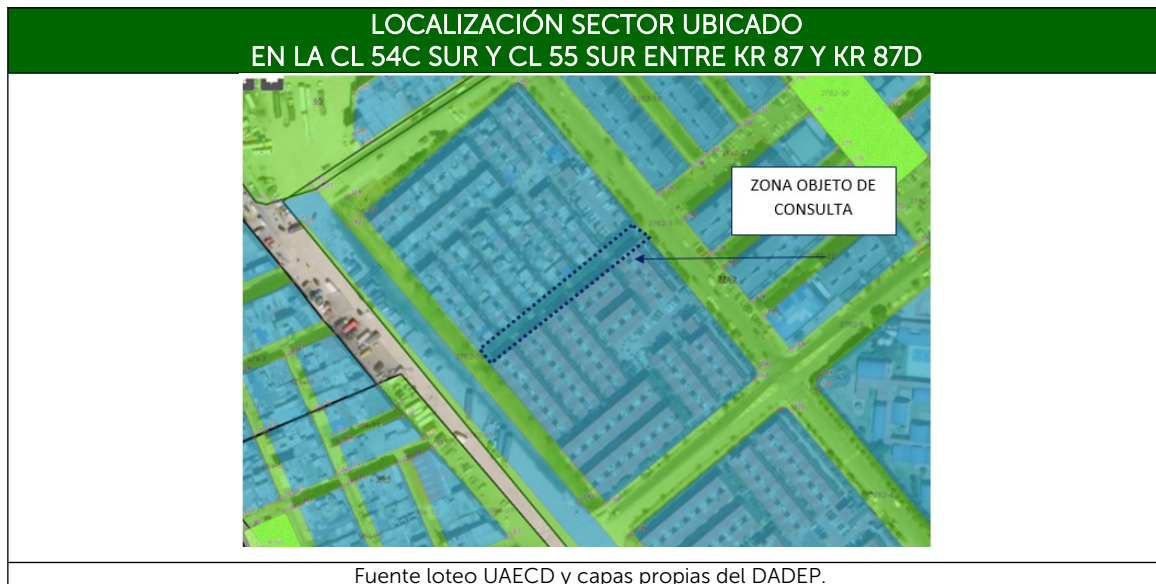 LOCALIZACIÓN SECTOR UBICADO
EN LA CL 54C SUR Y CL 55 SUR ENTRE KR 87 Y KR 87D
ZONA OBJETO DE
CONSULTA
Fuente loteo UAECD y capas propias del DADEP.